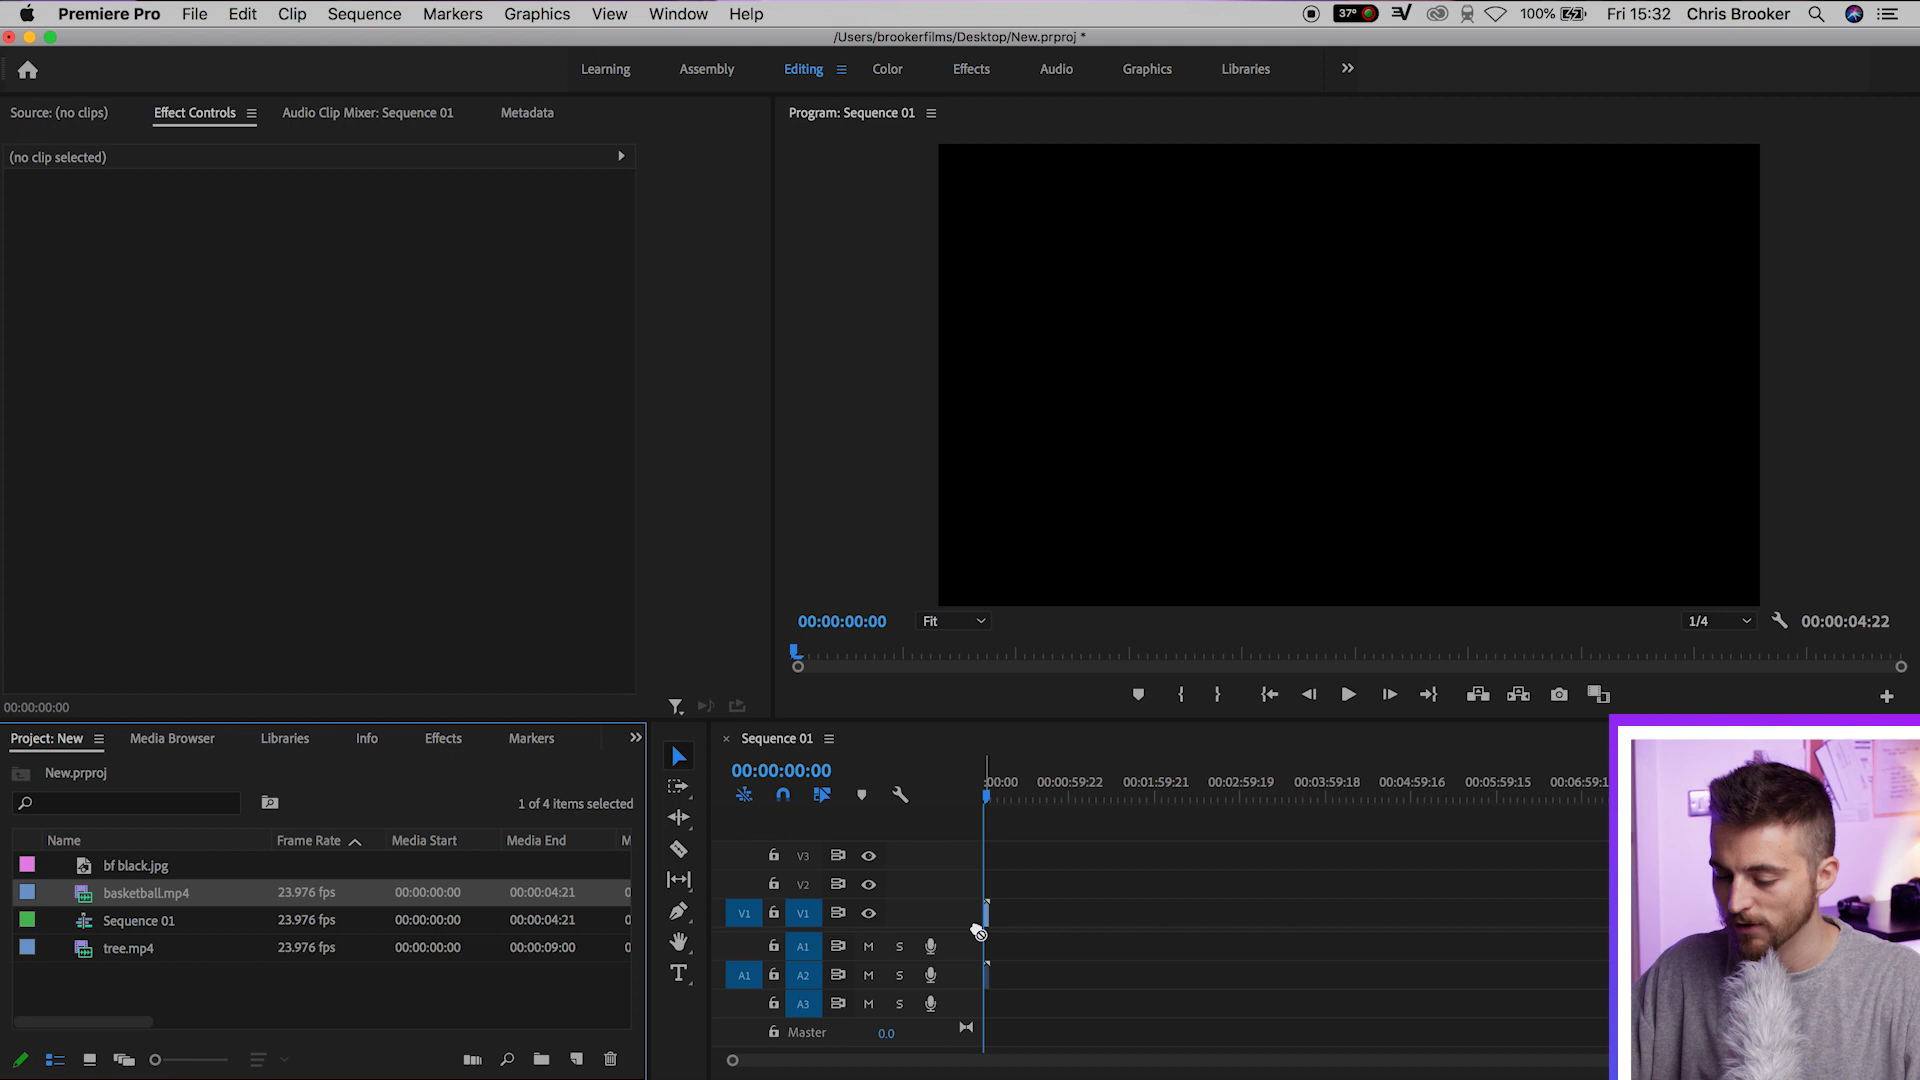 Premiere Pro File Edit Clip Sequence Markers Graphics View Window Help 37° 100% Fri 15:32 Chris Brooker
/Users/brookerfilms/Desktop/New.prproj *
Learning Assembly Editing Color Effects Audio Graphics Libraries
Source: (no clips) Effect Controls Audio Clip Mixer: Sequence 01 Metadata
Program: Sequence 01
(no clip selected)
00:00:00:00 Fit 1/4 00:00:04:22
00:00:00:00
Project: New Media Browser Libraries Info Effects Markers
New.prproj
1 of 4 items selected
Name Frame Rate Media Start Media End M
bf black.jpg
basketball.mp4 23.976 fps 00:00:00:00 00:00:04:21 0
Sequence 01 23.976 fps 00:00:00:00 00:00:04:21 0
tree.mp4 23.976 fps 00:00:00:00 00:00:09:00 0
Sequence 01
00:00:00:00
:00:00 00:00:59:22 00:01:59:21 00:02:59:19 00:03:59:18 00:04:59:16 00:05:59:15 00:06:59:1
V3
V2
V1 V1
A1 M S
A1 A2 M S
A3 M S
Master 0.0